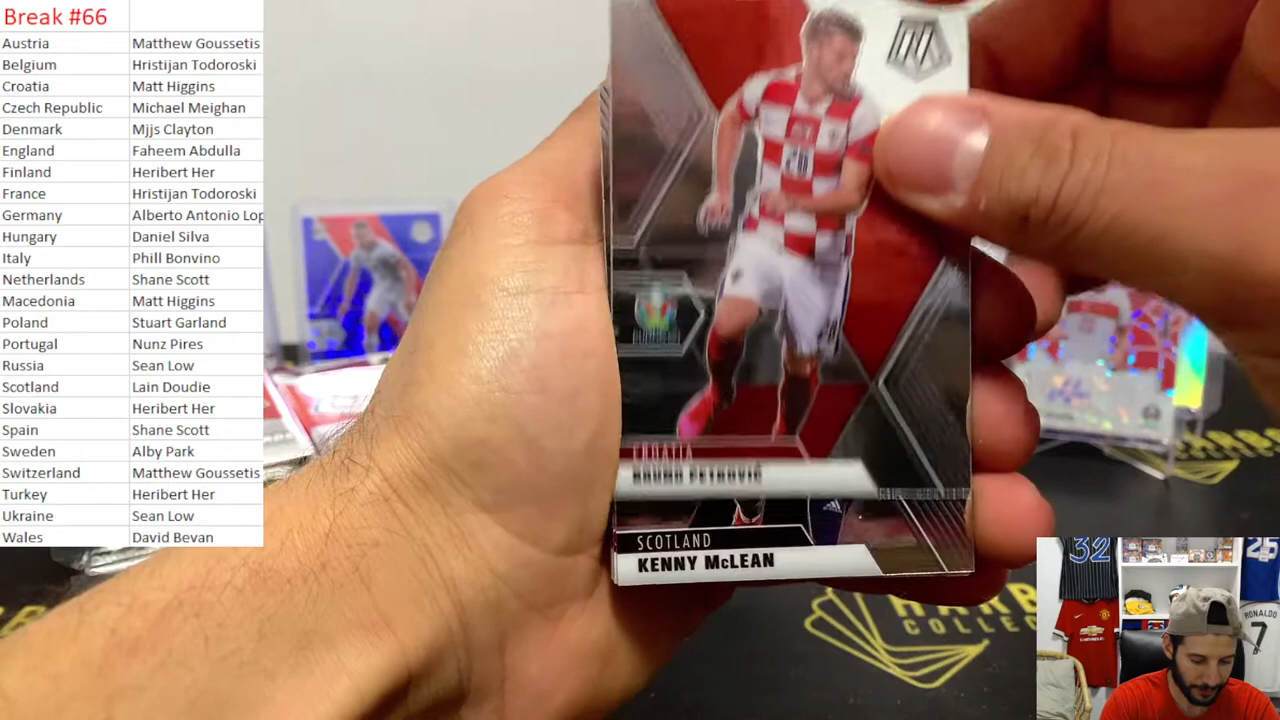 Break #66
Austria Matthew Goussetis
Belgium Hristijan Todoroski
Croatia Matt Higgins
Czech Republic Michael Meighan
Denmark Mjjs Clayton
England Faheem Abdulla
Finland Heribert Her
France Hristijan Todoroski
Germany Alberto Antonio Lop
Hungary Daniel Silva
Italy Phill Bonvino
Netherlands Shane Scott
Macedonia Matt Higgins
Poland Stuart Garland
Portugal Nunz Pires
Russia Sean Low
Scotland Lain Doudie
Slovakia Heribert Her
Spain Shane Scott
Sweden Alby Park
Switzerland Matthew Goussetis
Turkey Heribert Her
Ukraine Sean Low
Wales David Bevan
CROATIA
BRUNO PETKOVIĆ
SCOTLAND
KENNY McLEAN
32
25
RONALDO
7